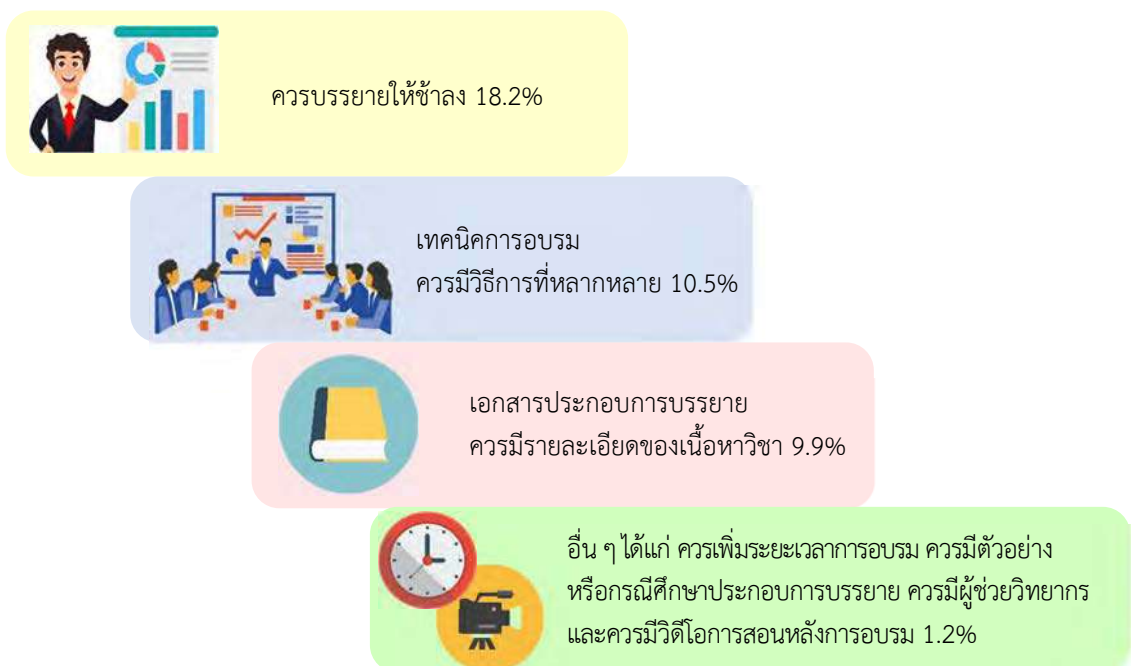 ควรบรรยายให้ช้าลง 18.2%
เทคนิคการอบรม
ควรมีวิธีการที่หลากหลาย 10.5%
เอกสารประกอบการบรรยาย
ควรมีรายละเอียดของเนื้อหาวิชา 9.9%
อื่น ๆ ได้แก่ ควรเพิ่มระยะเวลาการอบรม ควรมีตัวอย่าง
หรือกรณีศึกษาประกอบการบรรยาย ควรมีผู้ช่วยวิทยากร
และควรมีวิดีโอการสอนหลังการอบรม 1.2%